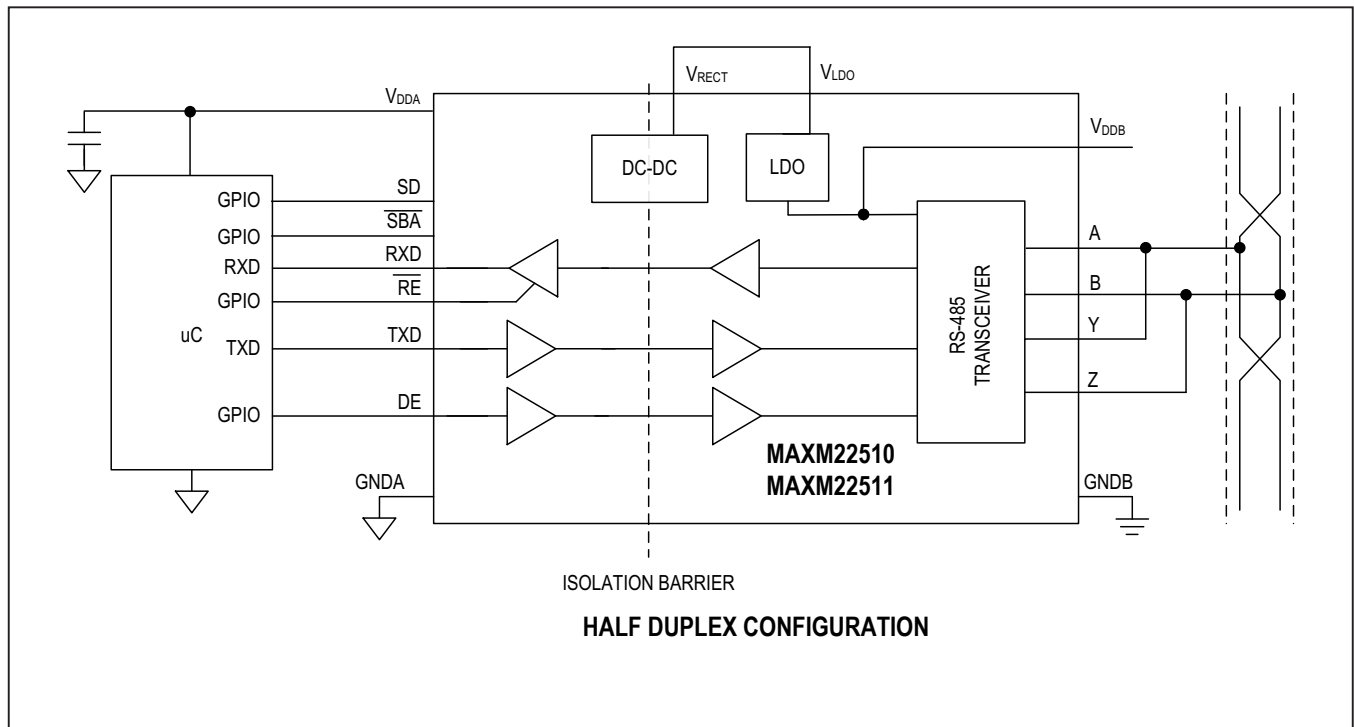 VRECT
VLDO
VDDA
VDDB
DC-DC
LDO
GPIO
SD
GPIO
SBA
RXD
RXD
GPIO
RE
uC
TXD
TXD
GPIO
DE
RS-485
TRANSCEIVER
A
B
Y
Z
MAXM22510
MAXM22511
GNDA
GNDB
ISOLATION BARRIER
HALF DUPLEX CONFIGURATION